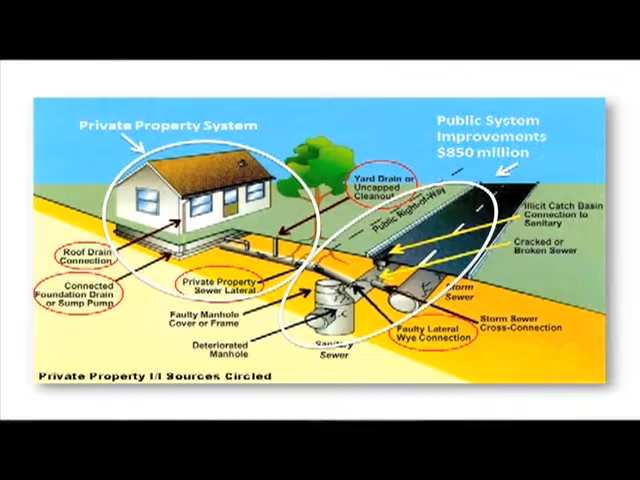 Private Property System
Public System
Improvements
$850 million
Yard Drain or
Uncapped
Cleanout
Public Right-of-Way
Illicit Catch Basin
Connection to
Sanitary
Cracked or
Broken Sewer
Roof Drain
Connection
Connected
Foundation Drain
or Sump Pump
Private Property
Sewer Lateral
Storm
Sewer
Faulty Manhole
Cover or Frame
Storm Sewer
Cross-Connection
Faulty Lateral
Wye Connection
Deteriorated
Manhole
Sanitary
Sewer
Private Property I/I Sources Circled